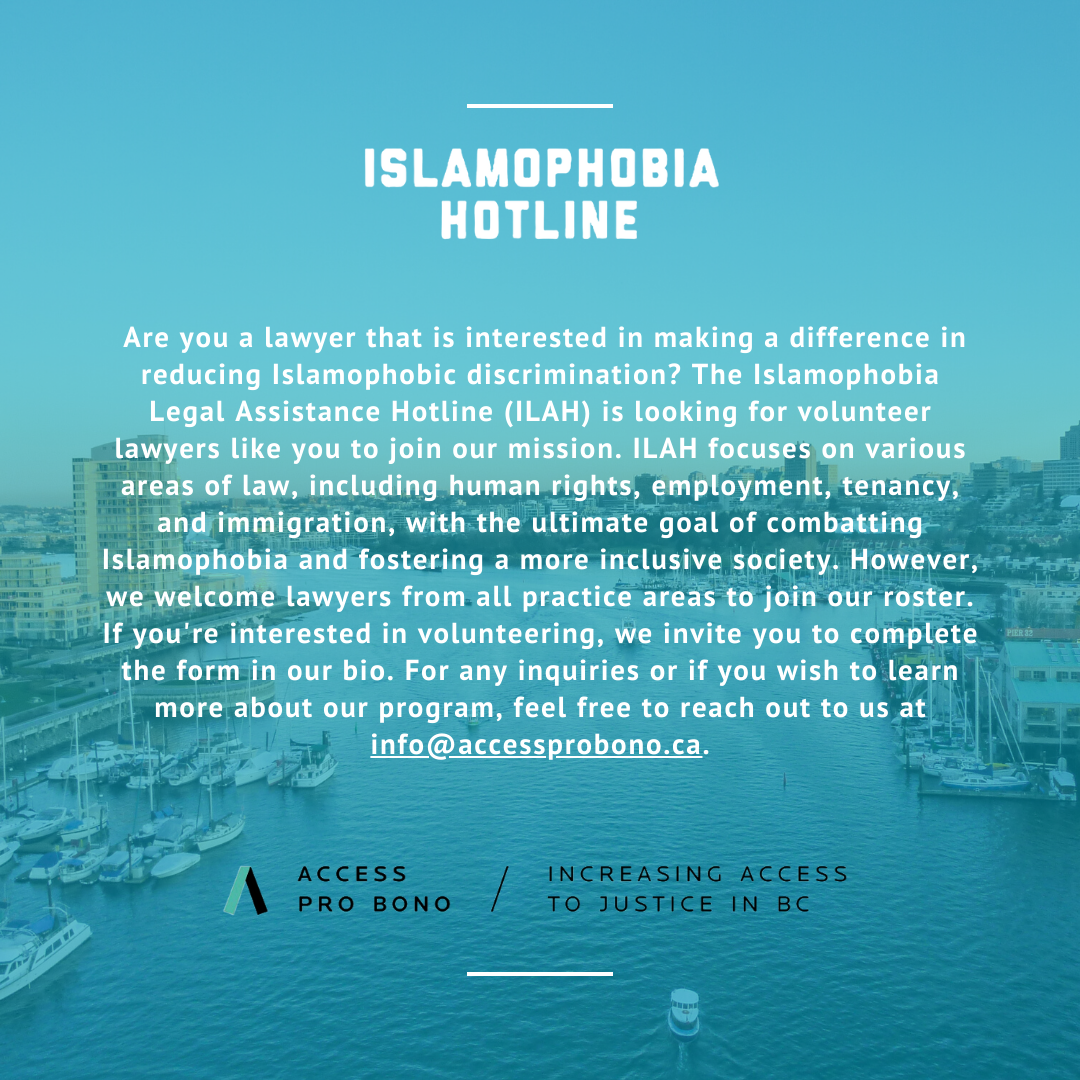 ISLAMOPHOBIA
HOTLINE
Are you a lawyer that is interested in making a difference in
reducing Islamophobic discrimination? The Islamophobia
Legal Assistance Hotline (ILAH) is looking for volunteer
lawyers like you to join our mission. ILAH focuses on various
areas of law, including human rights, employment, tenancy,
and immigration, with the ultimate goal of combatting
Islamophobia and fostering a more inclusive society. However,
we welcome lawyers from all practice areas to join our roster.
If you're interested in volunteering, we invite you to complete
the form in our bio. For any inquiries or if you wish to learn
more about our program, feel free to reach out to us at
info@accessprobono.ca.
PIER 32
ACCESS
PRO BONO
/
INCREASING ACCESS
TO JUSTICE IN BC